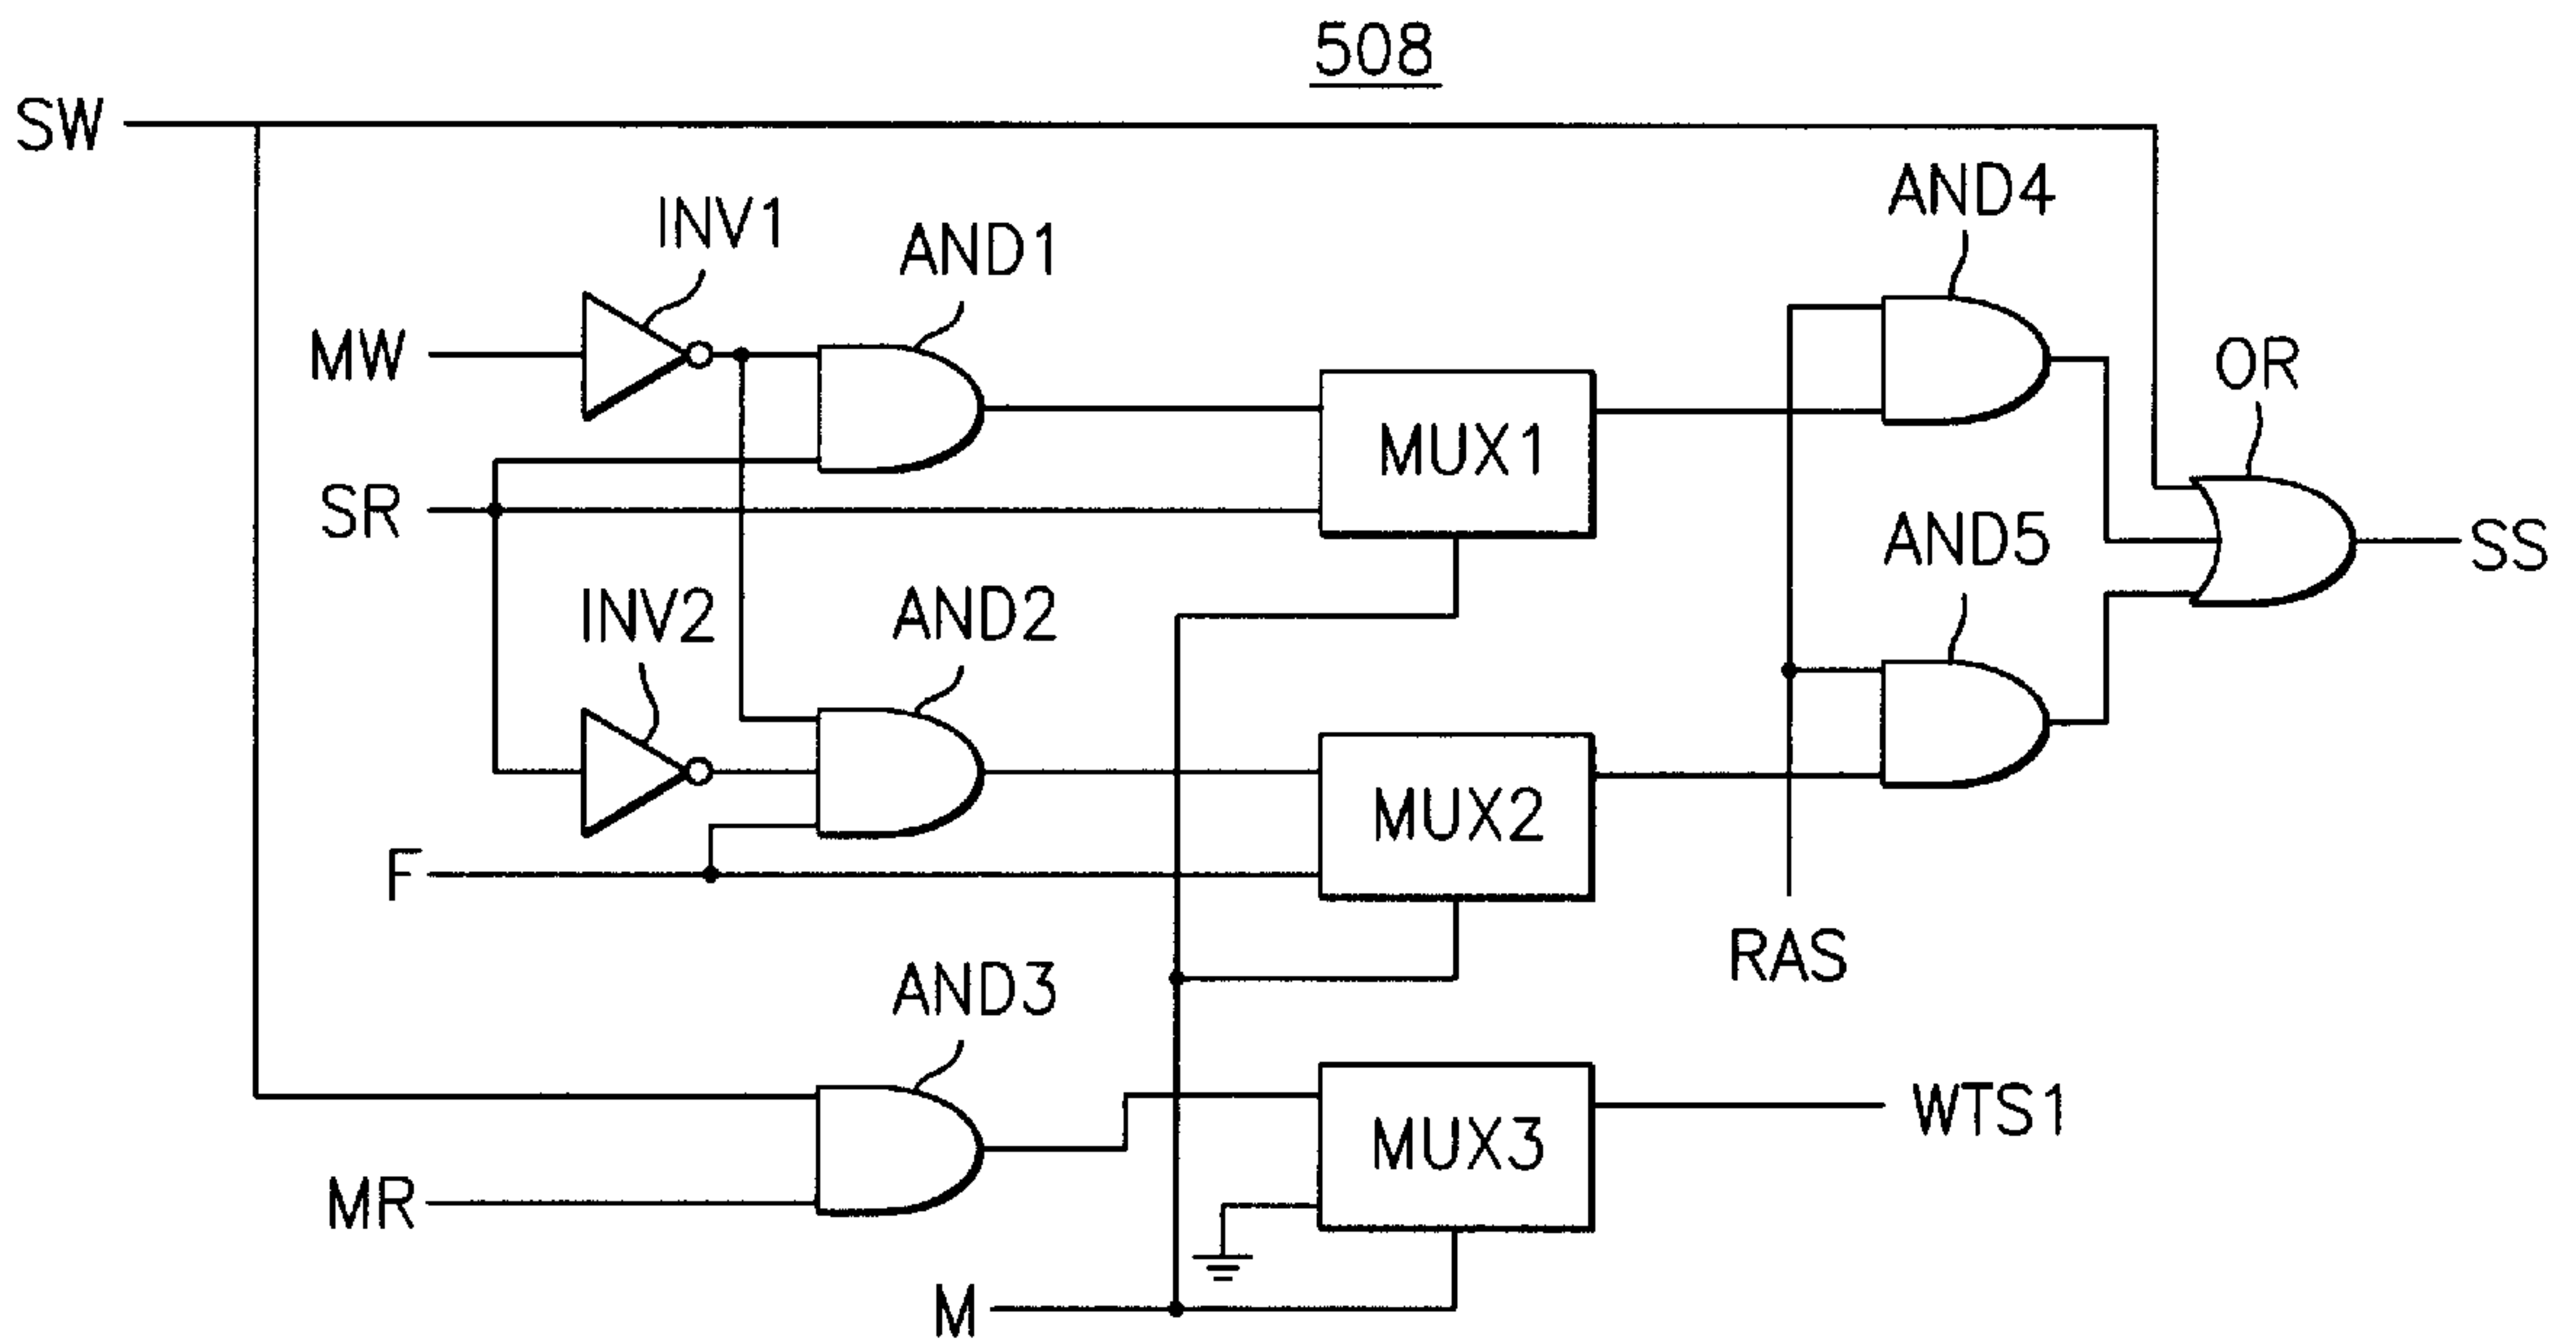 508
SW
AND4
INV1
AND1
MW
OR
MUX1
SR
AND5
SS
INV2
AND2
MUX2
F
RAS
AND3
WTS1
MUX3
MR
M